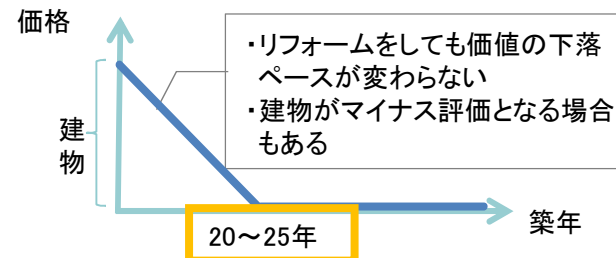 価格
・リフォームをしても価値の下落
ペースが変わらない
・建物がマイナス評価となる場合
もある
建
物
築年
20～25年